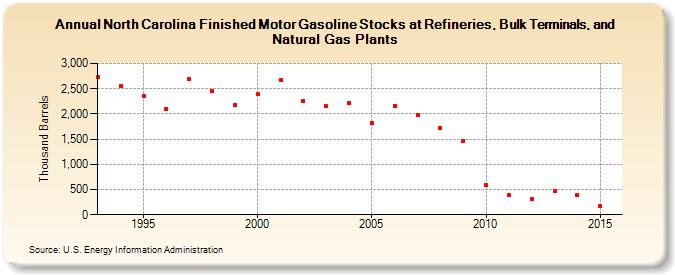 Annual North Carolina Finished Motor Gasoline Stocks at Refineries, Bulk Terminals, and
Natural Gas Plants
Thousand Barrels
3,000
2,500
2,000
1,500
1,000
500
0
1995 2000 2005 2010 2015
Source: U.S. Energy Information Administration